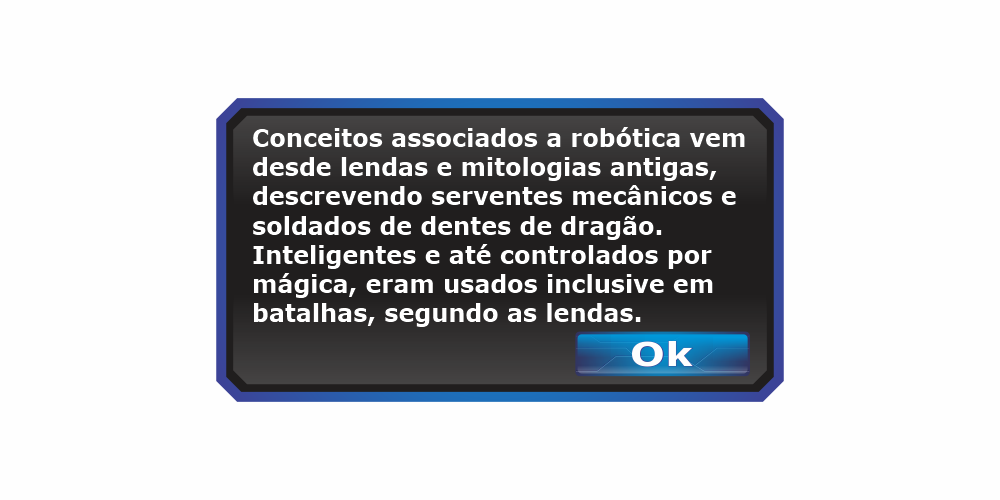 Conceitos associados a robótica vem
desde lendas e mitologias antigas,
descrevendo serventes mecânicos e
soldados de dentes de dragão.
Inteligentes e até controlados por
mágica, eram usados inclusive em
batalhas, segundo as lendas.
Ok